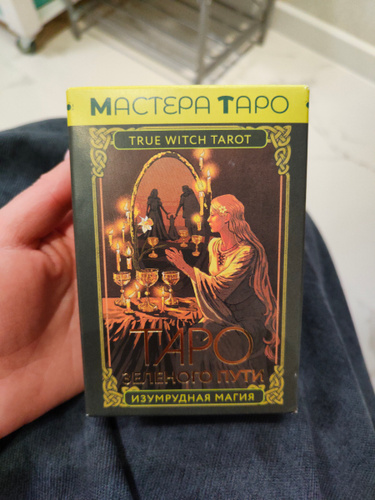 МАСТЕРА ТАРО
TRUE WITCH TAROT
ТАРО
ЗЕЛЕНОГО ПУТИ
ИЗУМРУДНАЯ МАГИЯ